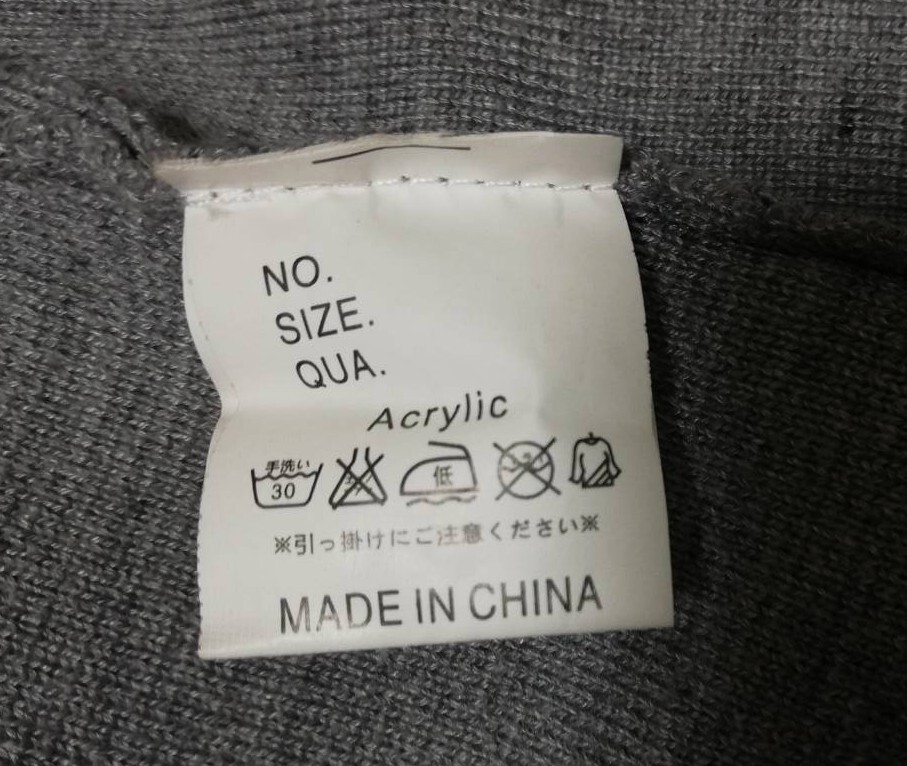 NO.
SIZE.
QUA.
Acrylic
手洗い
30
低
※引っ掛けにご注意ください※
MADE IN CHINA